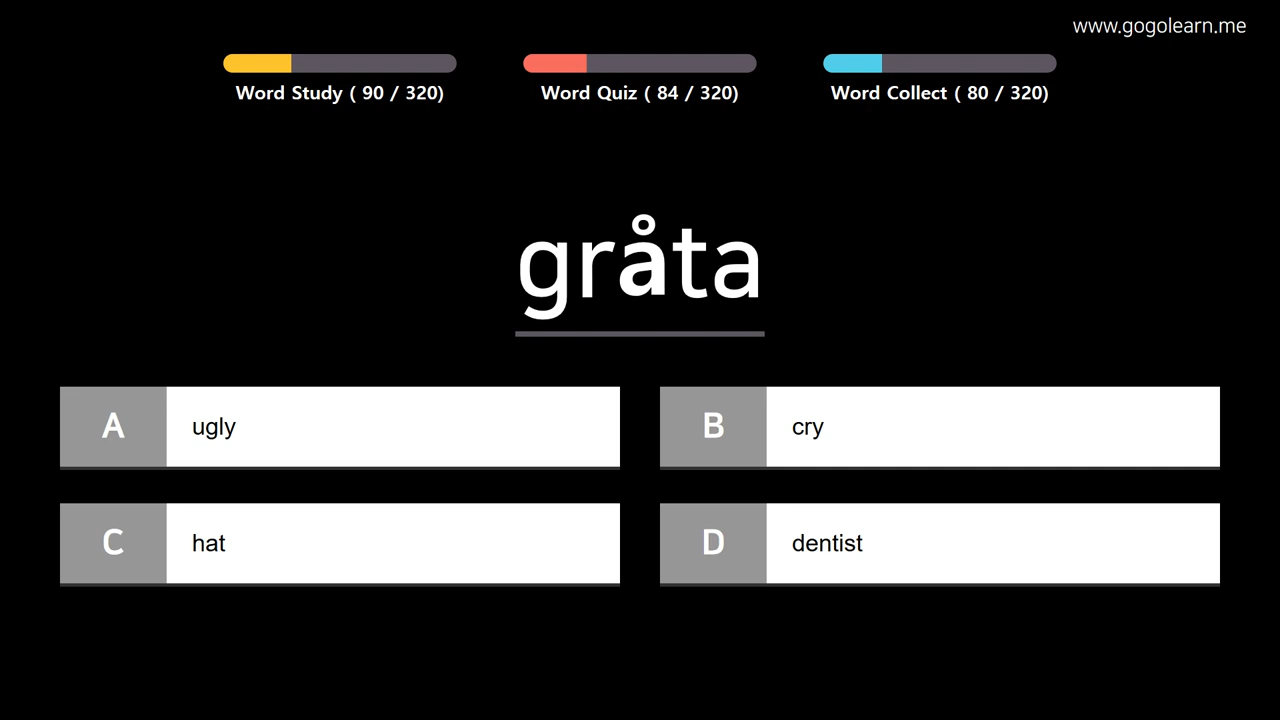 www.gogolearn.me
Word Study ( 90 / 320)
Word Quiz ( 84 / 320)
Word Collect ( 80 / 320)
gråta
A ugly
B cry
C hat
D dentist